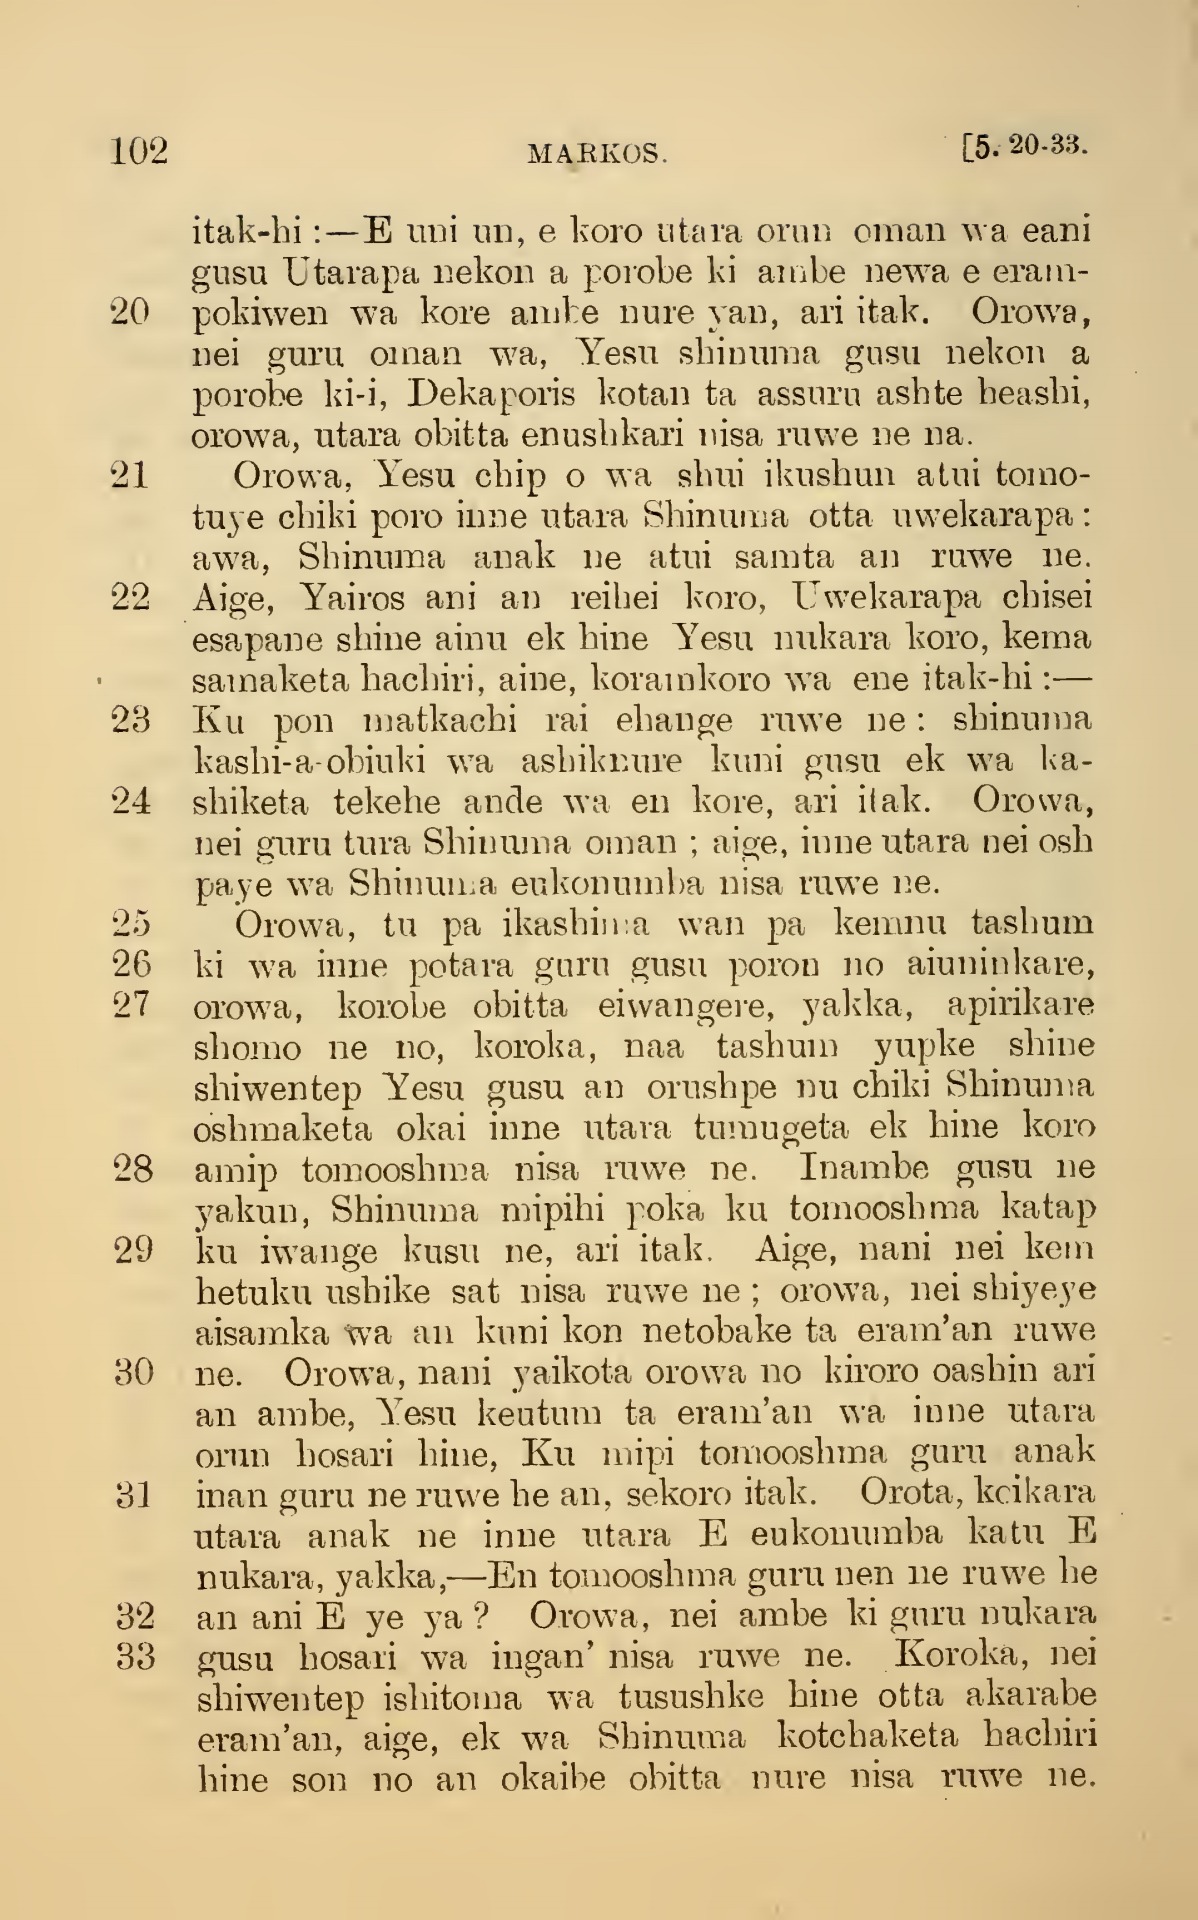 102 MARKOS. [5. 20-33.
itak-hi :—E uni un, e koro utara orun oman wa eani
gusu Utarapa nekon a porobe ki ambe newa e eram-
20 pokiwen wa kore ambe nure yan, ari itak. Orowa,
nei guru oman wa, Yesu shinuma gusu nekon a
porobe ki-i, Dekaporis kotan ta assuru ashte heashi,
orowa, utara obitta enushkari nisa ruwe ne na.
21 Orowa, Yesu chip o wa shui ikushun atui tomo-
tuye chiki poro inne utara Shinuma otta uwekarapa :
awa, Shinuma anak ne atui samta an ruwe ne.
22 Aige, Yairos ani an reihei koro, Uwekarapa chisei
esapane shine ainu ek hine Yesu nukara koro, kema
samaketa hachiri, aine, koramkoro wa ene itak-hi :—
23 Ku pon matkachi rai ehange ruwe ne : shinuma
kashi-a-obiuki wa ashiknure kuni gusu ek wa ka-
24 shiketa tekehe ande wa en kore, ari itak. Orowa,
nei guru tura Shinuma oman ; aige, inne utara nei osh
paye wa Shinuma eukonumba nisa ruwe ne.
25 Orowa, tu pa ikashima wan pa kemnu tashum
26 ki wa inne potara guru gusu poron no aiuninkare,
27 orowa, korobe obitta eiwangere, yakka, apirikare
shomo ne no, koroka, naa tashum yupke shine
shiwentep Yesu gusu an orushpe nu chiki Shinuma
oshmaketa okai inne utara tumugeta ek hine koro
28 amip tomooshma nisa ruwe ne. Inambe gusu ne
yakun, Shinuma mipihi poka ku tomooshma katap
29 ku iwange kusu ne, ari itak. Aige, nani nei kem
hetuku ushike sat nisa ruwe ne ; orowa, nei shiyeye
aisamka wa an kuni kon netobake ta eram'an ruwe
30 ne. Orowa, nani yaikota orowa no kiroro oashin ari
an ambe, Yesu keutum ta eram'an wa inne utara
orun hosari hine, Ku mipi tomooshma guru anak
31 inan guru ne ruwe he an, sekoro itak. Orota, keikara
utara anak ne inne utara E eukonumba katu E
nukara, yakka,—En tomooshma guru nen ne ruwe he
32 an ani E ye ya ? Orowa, nei ambe ki guru nukara
33 gusu hosari wa ingan' nisa ruwe ne. Koroka, nei
shiwentep ishitoma wa tusushke hine otta akarabe
eram'an, aige, ek wa Shinuma kotchaketa hachiri
hine son no an okaibe obitta nure nisa ruwe ne.